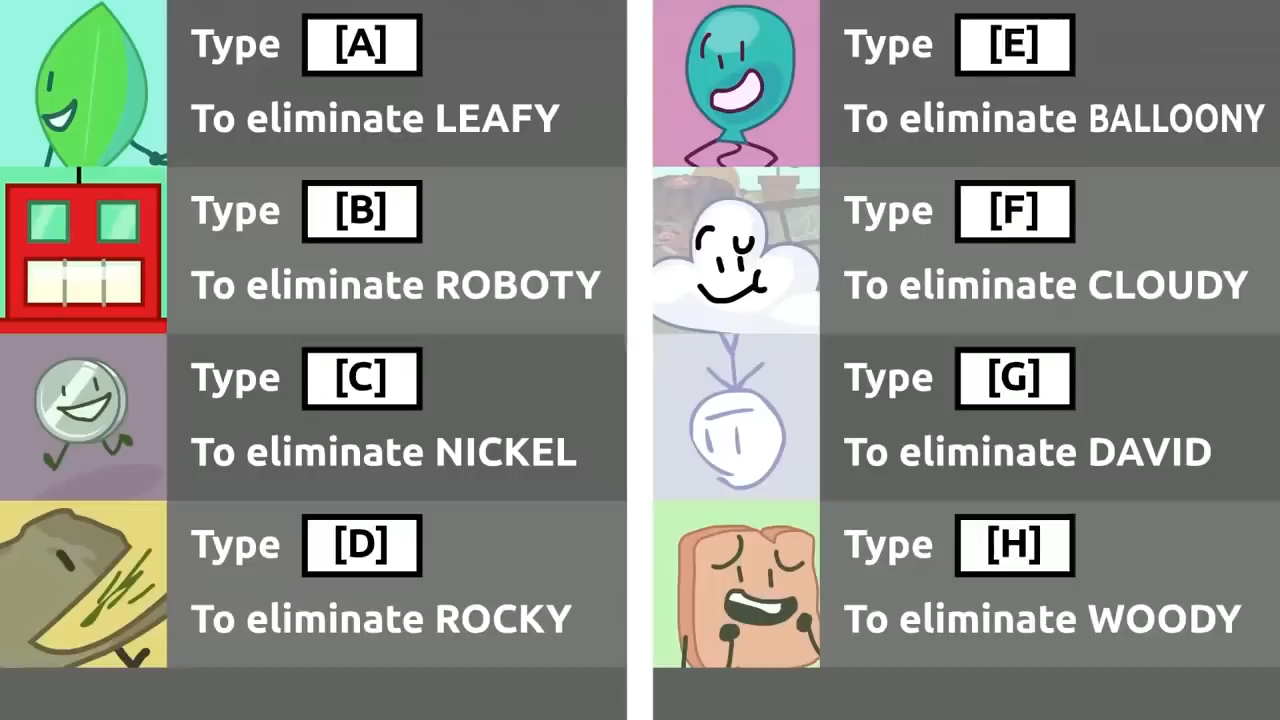 Type [A]
To eliminate LEAFY
Type [B]
To eliminate ROBOTY
Type [C]
To eliminate NICKEL
Type [D]
To eliminate ROCKY
Type [E]
To eliminate BALLOONY
Type [F]
To eliminate CLOUDY
Type [G]
To eliminate DAVID
Type [H]
To eliminate WOODY